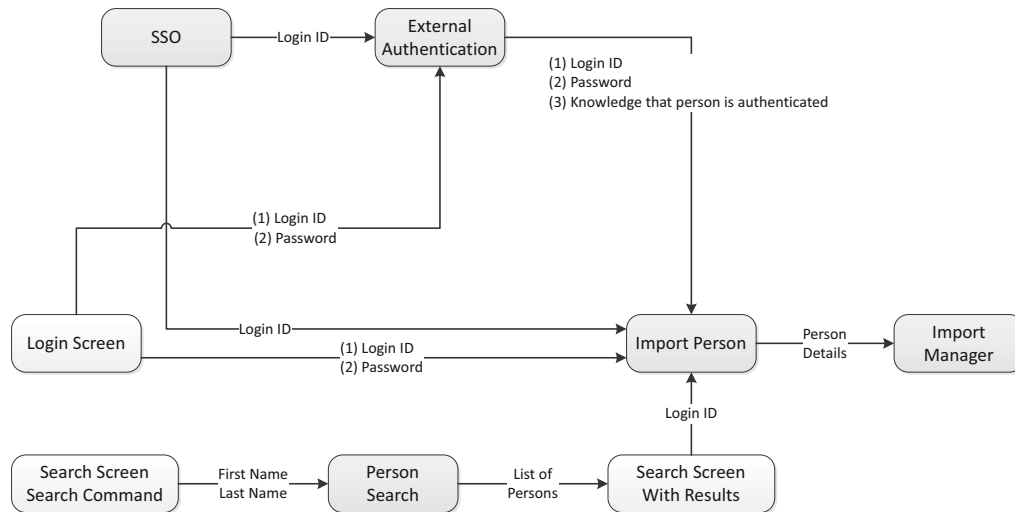 SSO
Login ID
External
Authentication
(1) Login ID
(2) Password
(3) Knowledge that person is authenticated
(1) Login ID
(2) Password
Login Screen
Login ID
(1) Login ID
(2) Password
Import Person
Person
Details
Import
Manager
Login ID
Search Screen
Search Command
First Name
Last Name
Person
Search
List of
Persons
Search Screen
With Results